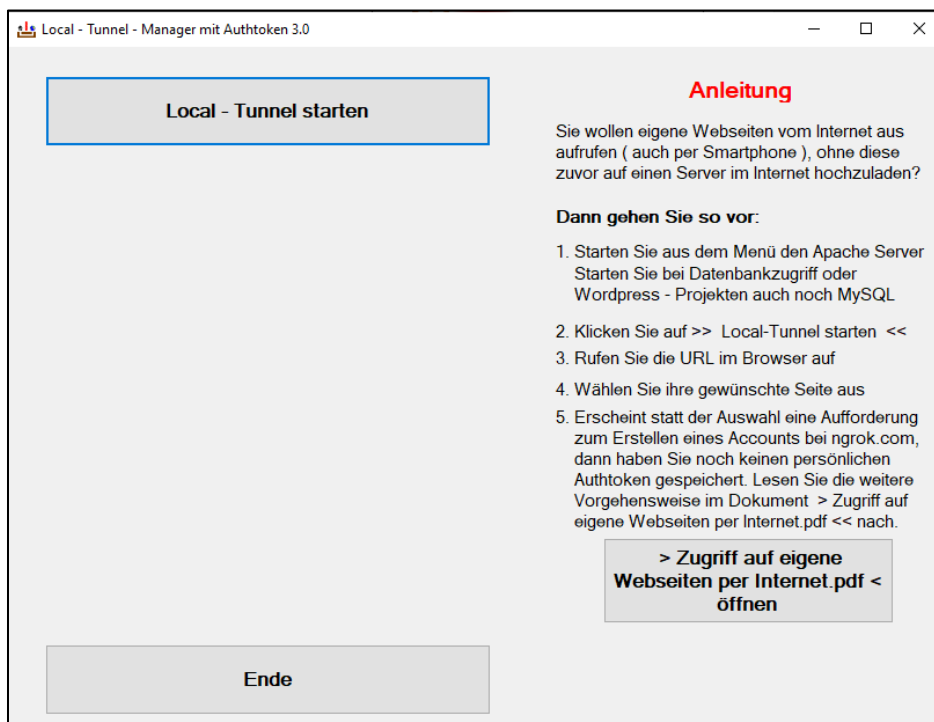 Local - Tunnel - Manager mit Authtoken 3.0
Local - Tunnel starten
Anleitung
Sie wollen eigene Webseiten vom Internet aus
aufrufen ( auch per Smartphone ), ohne diese
zuvor auf einen Server im Internet hochzuladen?
Dann gehen Sie so vor:
1. Starten Sie aus dem Menü den Apache Server
Starten Sie bei Datenbankzugriff oder
Wordpress - Projekten auch noch MySQL
2. Klicken Sie auf >> Local-Tunnel starten <<
3. Rufen Sie die URL im Browser auf
4. Wählen Sie ihre gewünschte Seite aus
5. Erscheint statt der Auswahl eine Aufforderung
zum Erstellen eines Accounts bei ngrok.com,
dann haben Sie noch keinen persönlichen
Authtoken gespeichert. Lesen Sie die weitere
Vorgehensweise im Dokument > Zugriff auf
eigene Webseiten per Internet.pdf << nach.
> Zugriff auf eigene
Webseiten per Internet.pdf <
öffnen
Ende